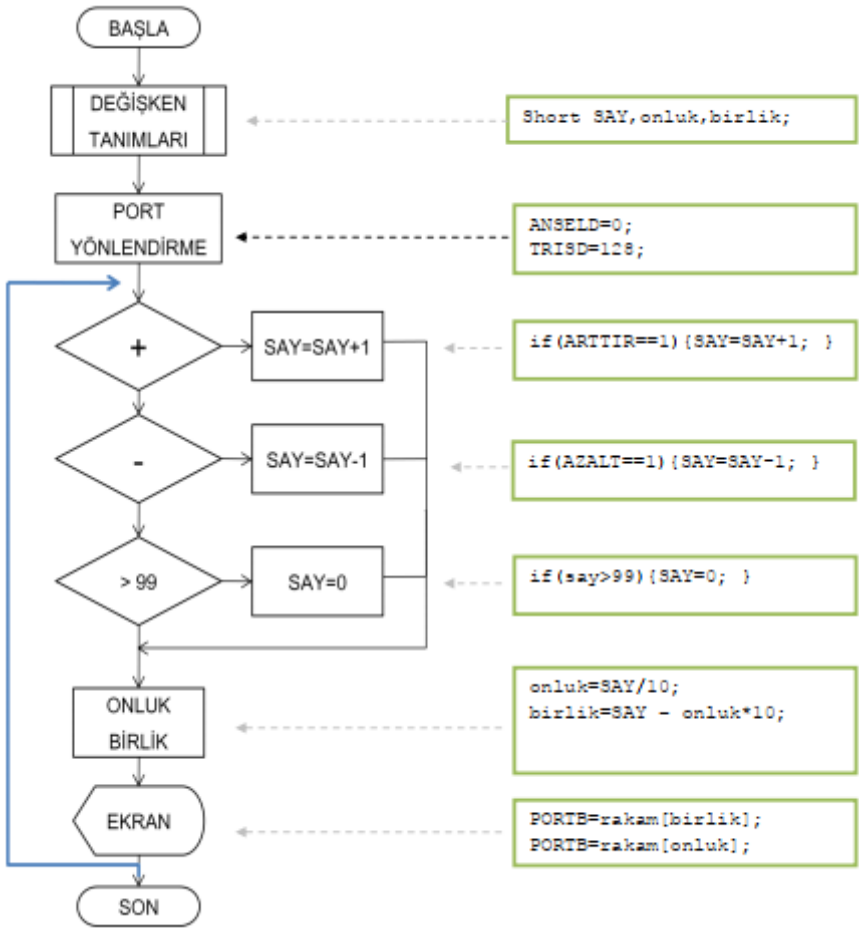 BAŞLA
DEĞİŞKEN
TANIMLARI
Short SAY,onluk,birlik;
PORT
YÖNLENDİRME
ANSELD=0;
TRISD=128;
+
SAY=SAY+1
if(ARTTIR==1){SAY=SAY+1; }
-
SAY=SAY-1
if(AZALT==1){SAY=SAY-1; }
> 99
SAY=0
if(say>99){SAY=0; }
ONLUK
BİRLİK
onluk=SAY/10;
birlik=SAY - onluk*10;
EKRAN
PORTB=rakam[birlik];
PORTB=rakam[onluk];
SON